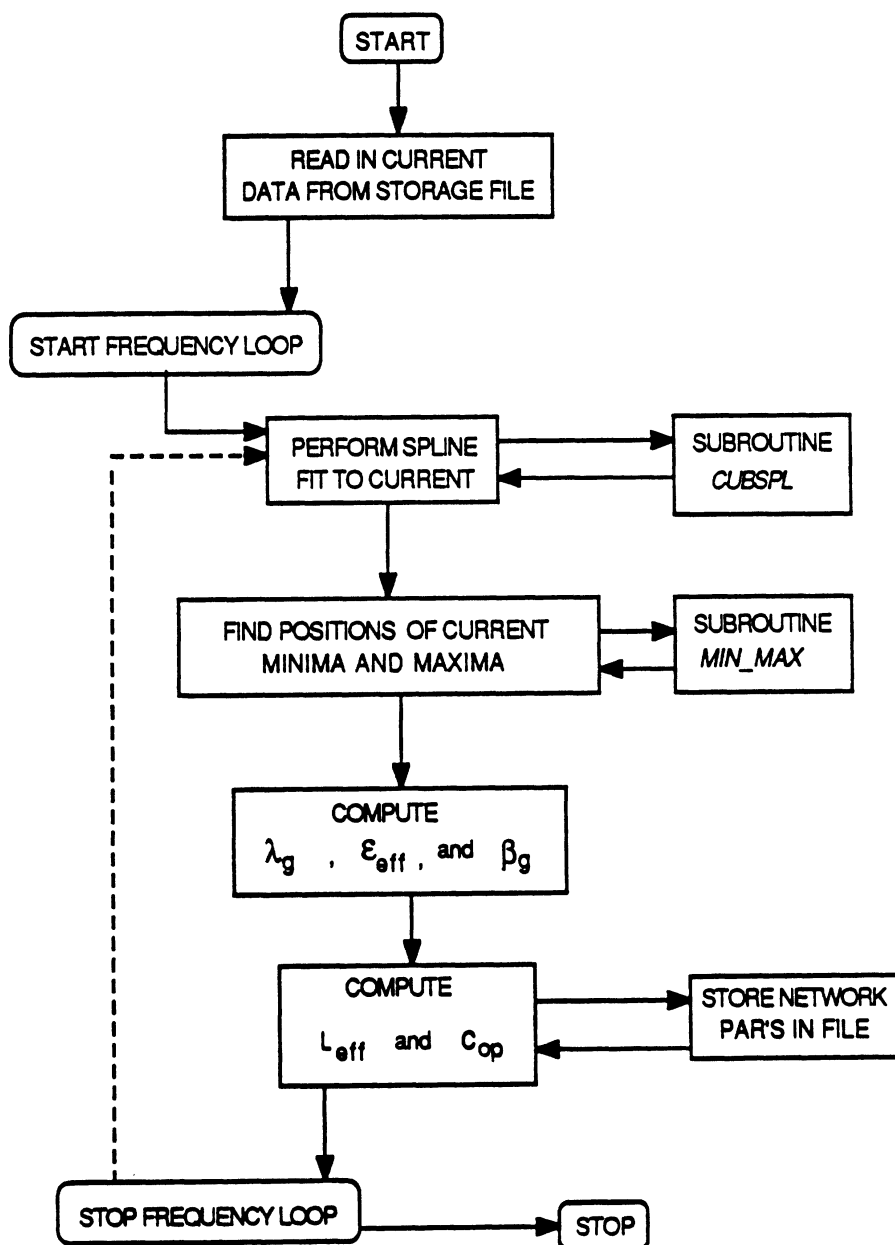 START
READ IN CURRENT
DATA FROM STORAGE FILE
START FREQUENCY LOOP
PERFORM SPLINE
FIT TO CURRENT
SUBROUTINE
CUBSPL
FIND POSITIONS OF CURRENT
MINIMA AND MAXIMA
SUBROUTINE
MIN_MAX
COMPUTE
λg , εeff, and βg
COMPUTE
Leff and Cop
STORE NETWORK
PAR'S IN FILE
STOP FREQUENCY LOOP
STOP